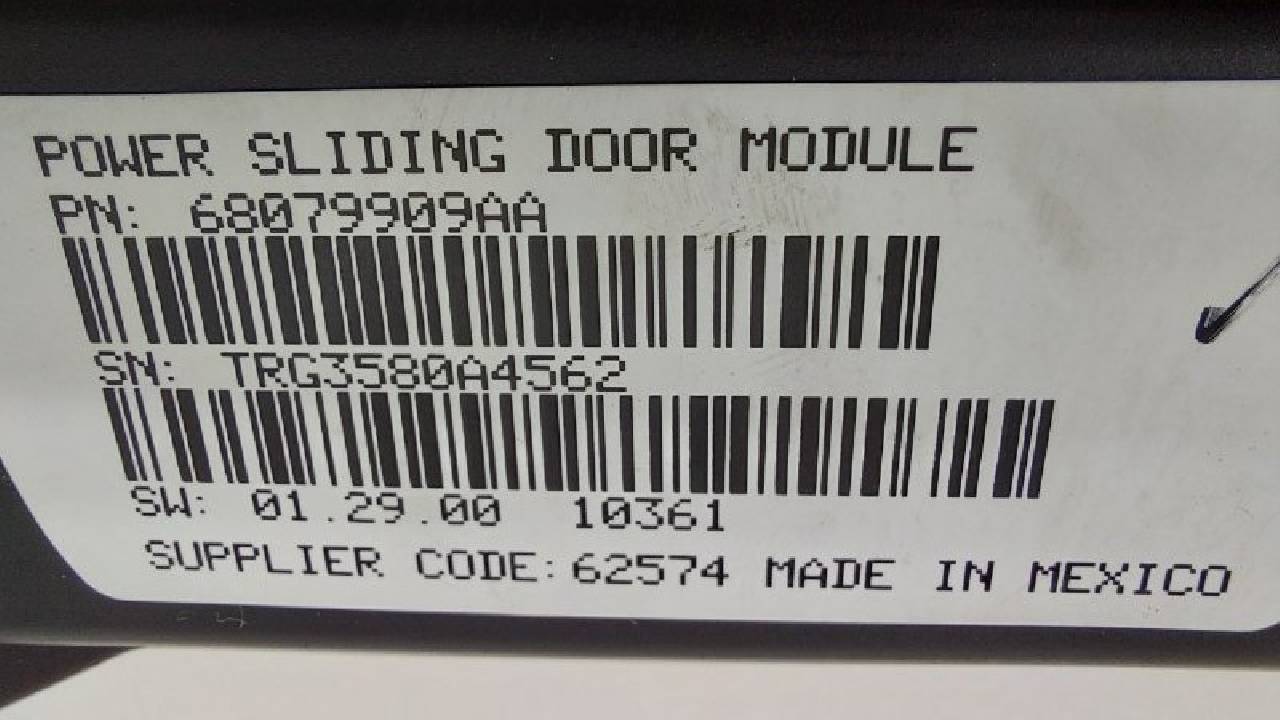 POWER SLIDING DOOR MODULE
PN: 68079909AA
SN: TRG3580A4562
SW: 01.29.00 10361
SUPPLIER CODE: 62574 MADE IN MEXICO